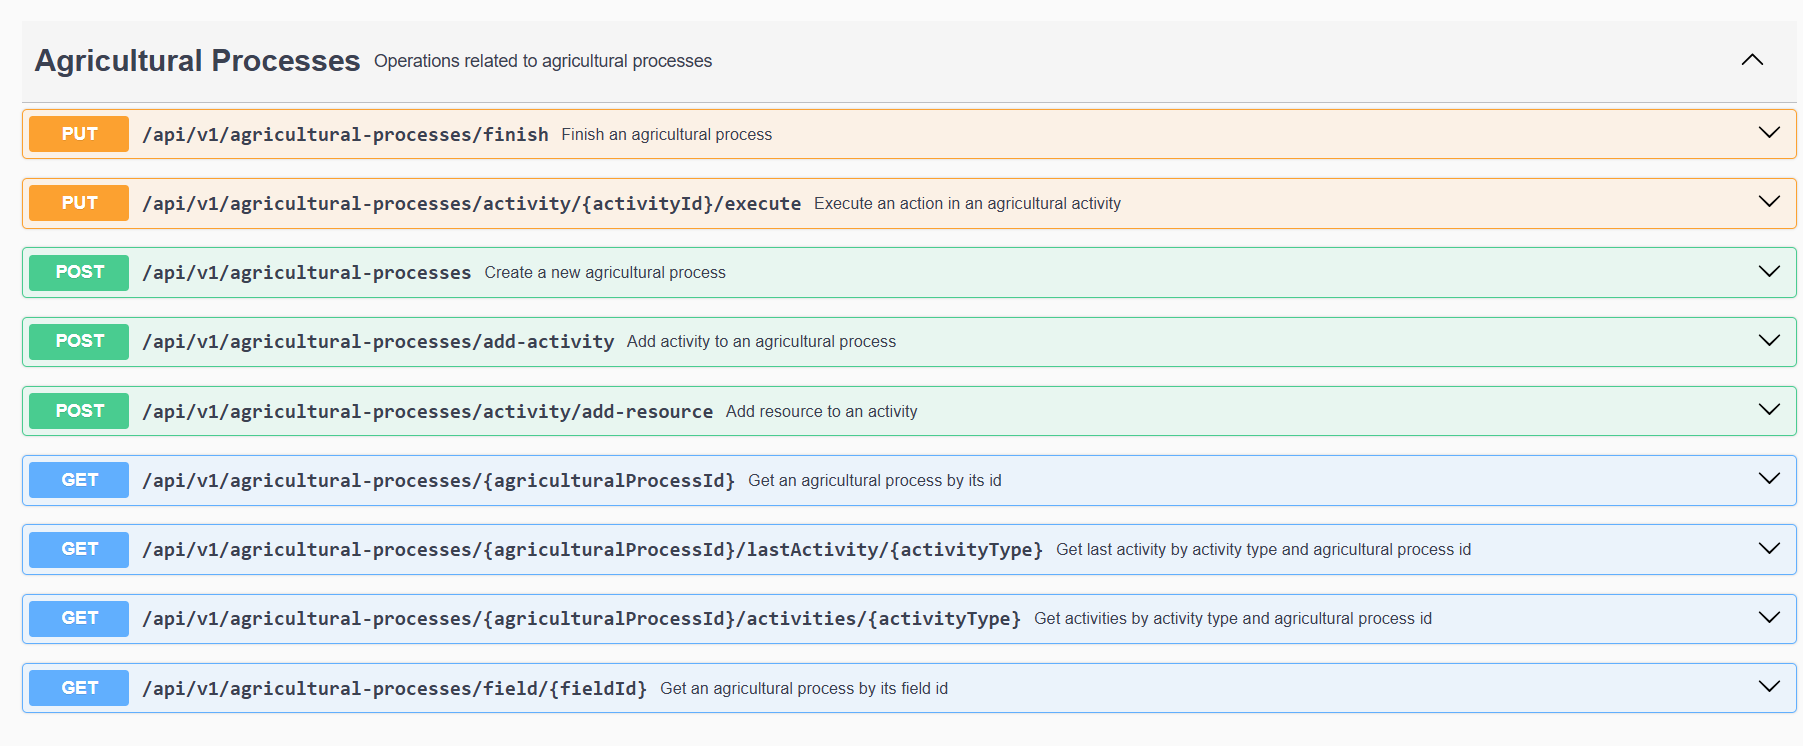 Agricultural Processes Operations related to agricultural processes
PUT /api/v1/agricultural-processes/finish Finish an agricultural process
PUT /api/v1/agricultural-processes/activity/{activityId}/execute Execute an action in an agricultural activity
POST /api/v1/agricultural-processes Create a new agricultural process
POST /api/v1/agricultural-processes/add-activity Add activity to an agricultural process
POST /api/v1/agricultural-processes/activity/add-resource Add resource to an activity
GET /api/v1/agricultural-processes/{agriculturalProcessId} Get an agricultural process by its id
GET /api/v1/agricultural-processes/{agriculturalProcessId}/lastActivity/{activityType} Get last activity by activity type and agricultural process id
GET /api/v1/agricultural-processes/{agriculturalProcessId}/activities/{activityType} Get activities by activity type and agricultural process id
GET /api/v1/agricultural-processes/field/{fieldId} Get an agricultural process by its field id